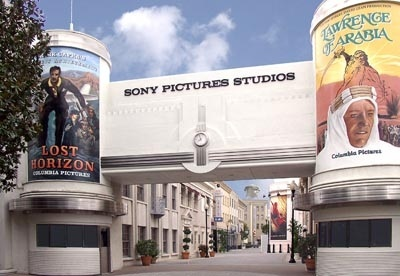 SONY PICTURES STUDIOS
LOST
HORIZON
COLUMBIA PICTURES
LAWRENCE
OF ARABIA
Columbia Pictures